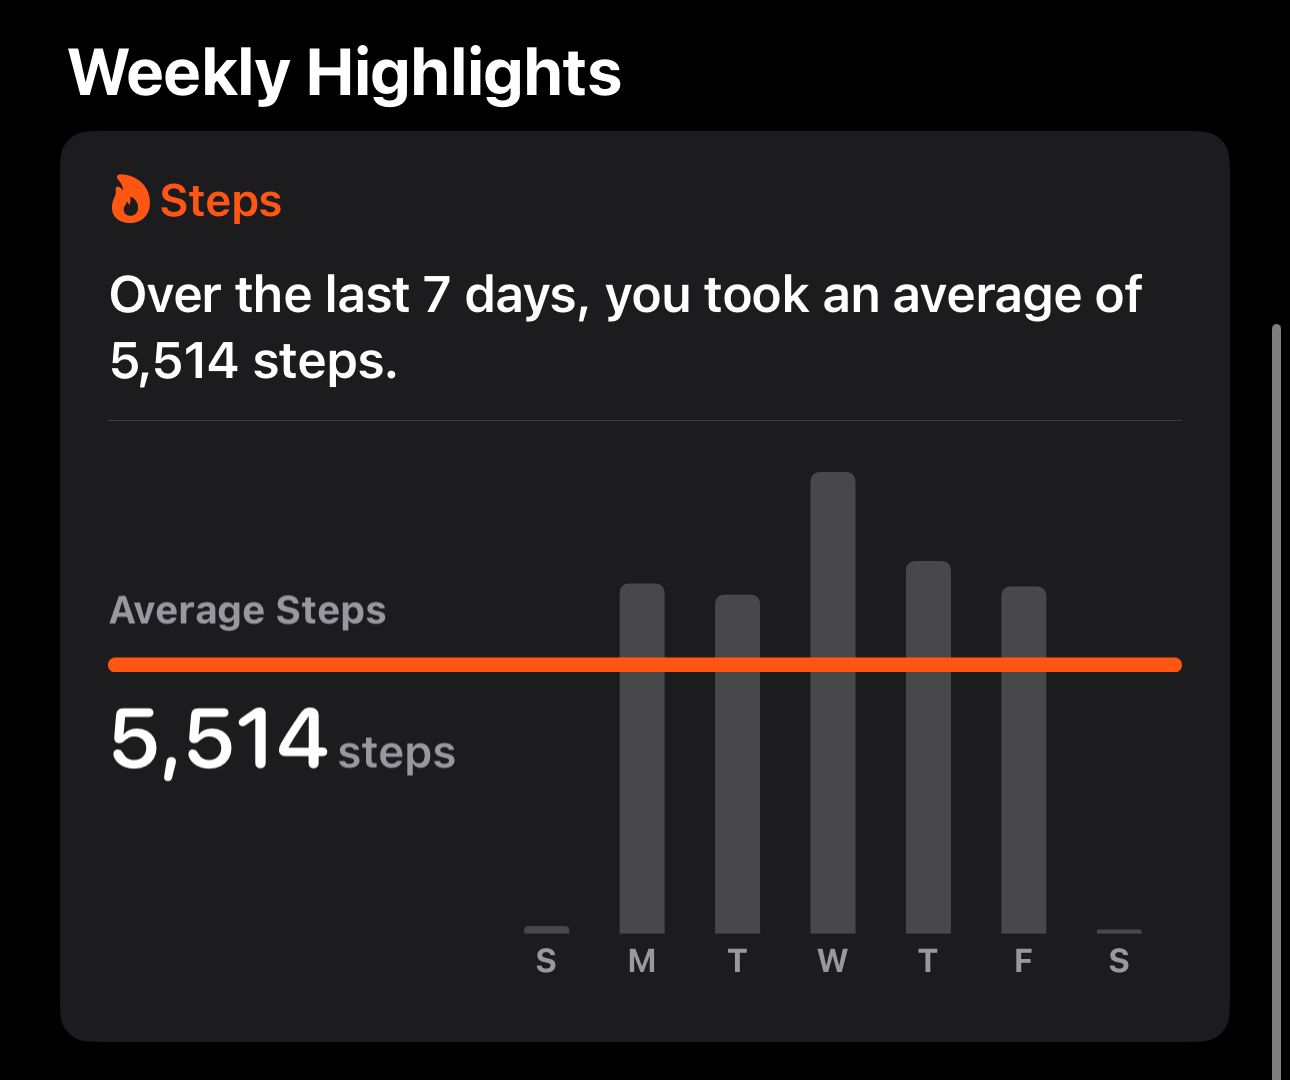 Weekly Highlights
Steps
Over the last 7 days, you took an average of
5,514 steps.
Average Steps
5,514 steps
S M T W T F S